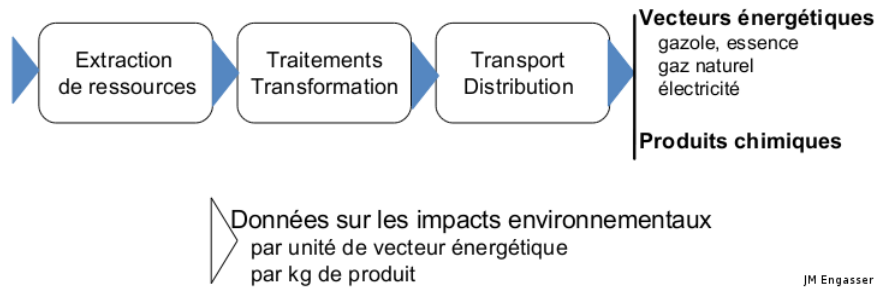 Extraction
de ressources
Traitements
Transformation
Transport
Distribution
Vecteurs énergétiques
gazole, essence
gaz naturel
électricité
Produits chimiques
Données sur les impacts environnementaux
par unité de vecteur énergétique
par kg de produit
JM Engasser